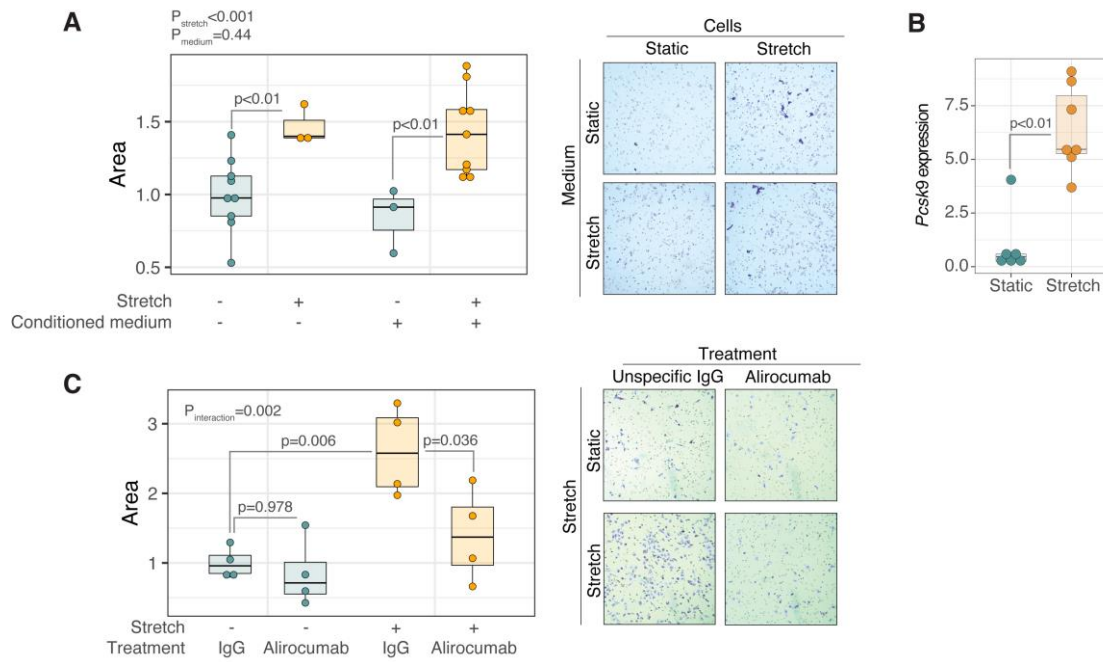 A
P stretch<0.001
P medium=0.44
Area
1.5
1.0
0.5
p<0.01
p<0.01
Stretch - + - +
Conditioned medium - - + +
Cells
Static Stretch
Medium
Static
Stretch
B
Pcsk9 expression
7.5
5.0
2.5
0.0
p<0.01
Static Stretch
C
P interaction=0.002
Area
3
2
1
p=0.006
p=0.036
p=0.978
Stretch - - + +
Treatment IgG Alirocumab IgG Alirocumab
Treatment
Unspecific IgG Alirocumab
Stretch
Static
Stretch